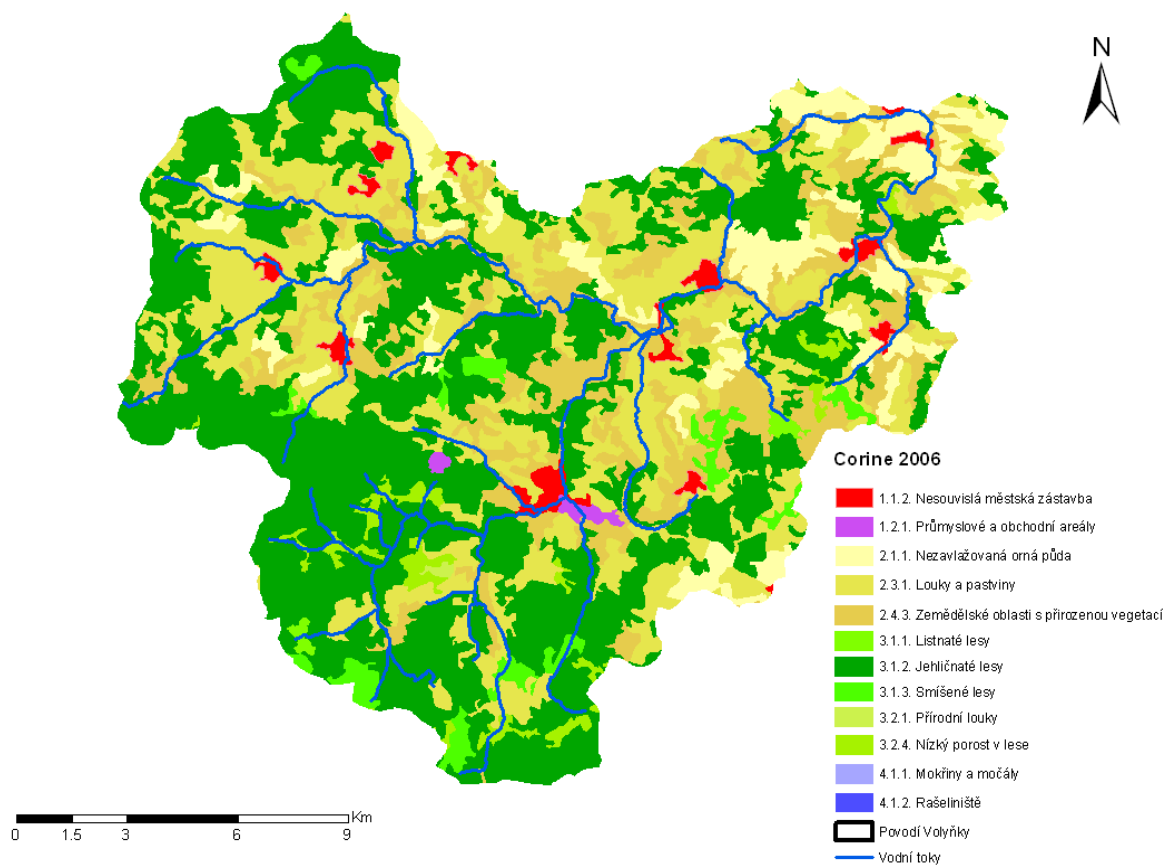 N
Corine 2006
1.1.2. Nesouvislá městská zástavba
1.2.1. Průmyslové a obchodní areály
2.1.1. Nezavlažovaná orná půda
2.3.1. Louky a pastviny
2.4.3. Zemědělské oblasti s přirozenou vegetací
3.1.1. Listnaté lesy
3.1.2. Jehličnaté lesy
3.1.3. Smíšené lesy
3.2.1. Přírodní louky
3.2.4. Nízký porost v lese
4.1.1. Mokřiny a močály
4.1.2. Rašeliniště
Povodí Volyňky
Vodní toky
Km
0 1.5 3 6 9